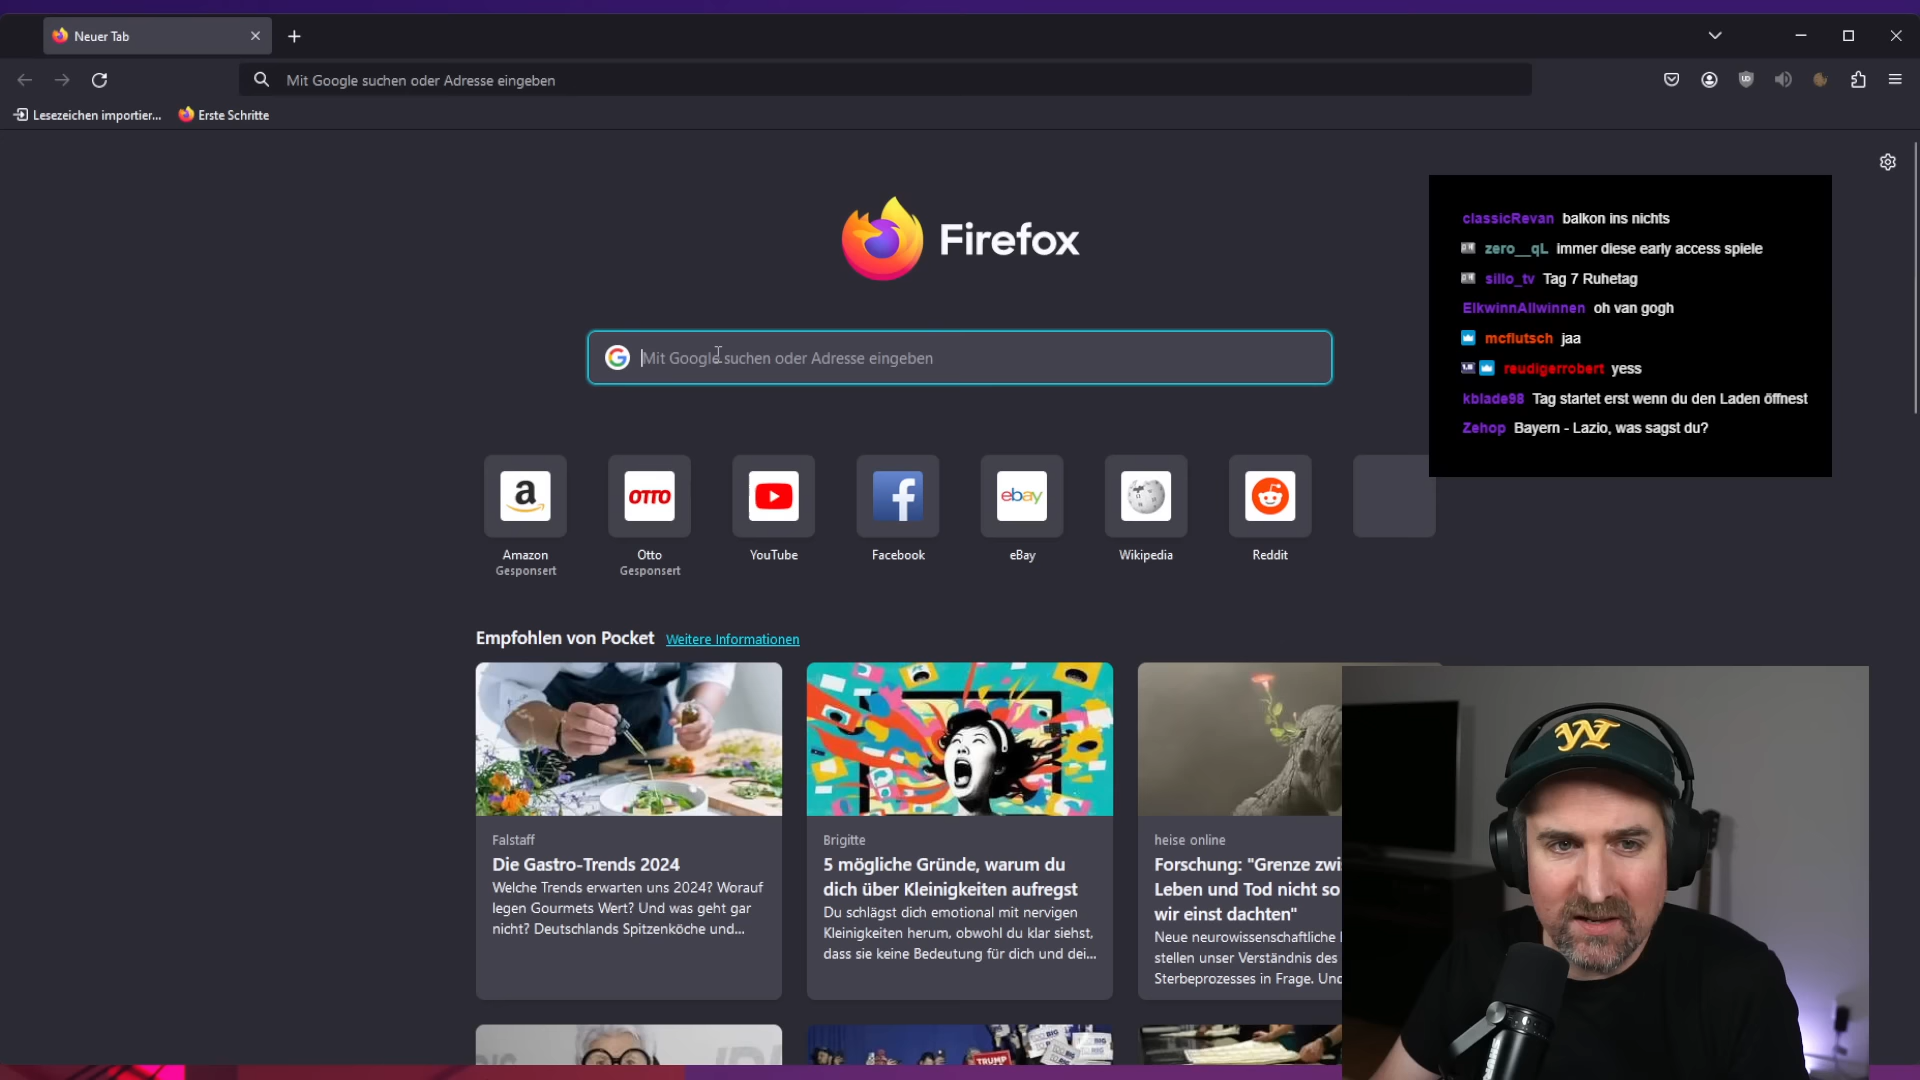 Neuer Tab
Mit Google suchen oder Adresse eingeben
Lesezeichen importier...
Erste Schritte
Firefox
Mit Google suchen oder Adresse eingeben
classicRevan balkon ins nichts
zero__qL immer diese early access spiele
sillo_tv Tag 7 Ruhetag
ElkwinnAllwinnen oh van gogh
mcflutsch jaa
reudigerrobert yess
kblade98 Tag startet erst wenn du den Laden öffnest
Zehop Bayern - Lazio, was sagst du?
a
OTTO
f
ebay
Amazon
Gesponsert
Otto
Gesponsert
YouTube
Facebook
eBay
Wikipedia
Reddit
Empfohlen von Pocket Weitere Informationen
Falstaff
Die Gastro-Trends 2024
Welche Trends erwarten uns 2024? Worauf
legen Gourmets Wert? Und was geht gar
nicht? Deutschlands Spitzenköche und...
Brigitte
5 mögliche Gründe, warum du
dich über Kleinigkeiten aufregst
Du schlägst dich emotional mit nervigen
Kleinigkeiten herum, obwohl du klar siehst,
dass sie keine Bedeutung für dich und dei...
heise online
Forschung: "Grenze zwi
Leben und Tod nicht so
wir einst dachten"
Neue neurowissenschaftliche
stellen unser Verständnis des
Sterbeprozesses in Frage. Und
TRUMP
TOO BIG
W